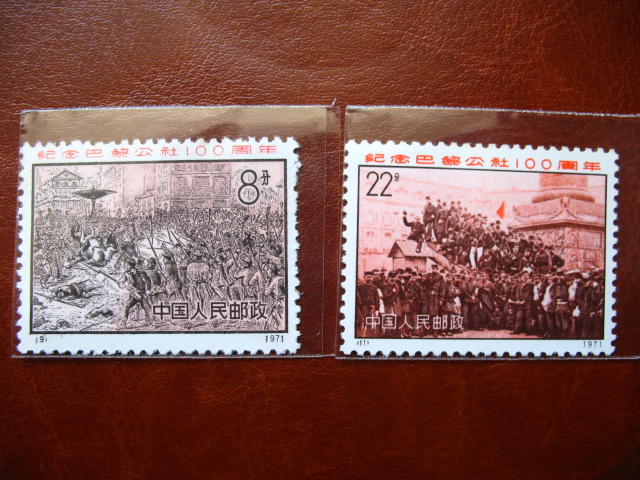 纪念巴黎公社100周年
8分
中国人民邮政
(9)
1971
纪念巴黎公社100周年
22分
中国人民邮政
(11)
1971